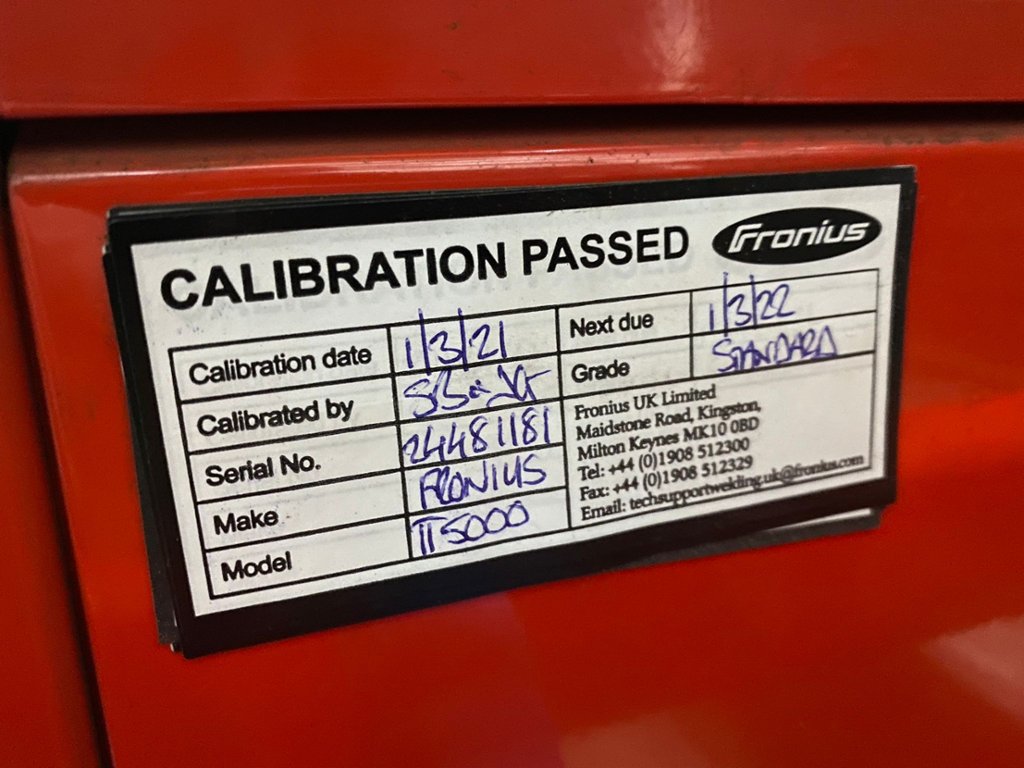 CALIBRATION PASSED Fronius
Calibration date 1/3/21 Next due 1/3/22
Calibrated by Grade STANDARD
Serial No. 24481181
Make FRONIUS
Model TT5000
Fronius UK Limited
Maidstone Road, Kingston,
Milton Keynes MK10 0BD
Tel: +44 (0)1908 512300
Fax: +44 (0)1908 512329
Email: techsupportwelding.uk@fronius.com